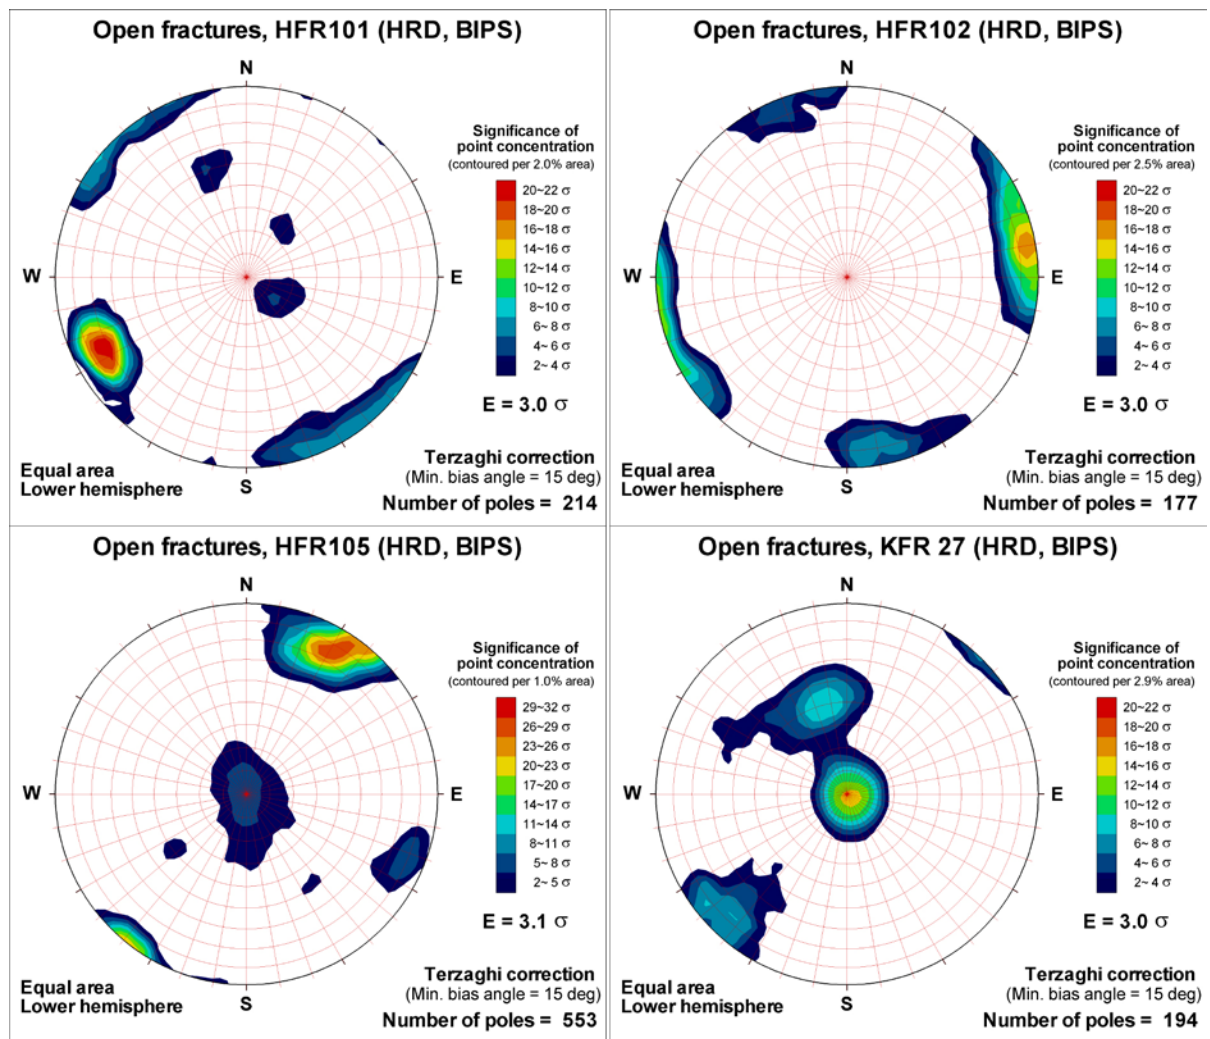 Open fractures, HFR101 (HRD, BIPS)
N
W
E
S
Significance of
point concentration
(contoured per 2.0% area)
20~22 σ
18~20 σ
16~18 σ
14~16 σ
12~14 σ
10~12 σ
8~10 σ
6~ 8 σ
4~ 6 σ
2~ 4 σ
E = 3.0 σ
Equal area
Lower hemisphere
Terzaghi correction
(Min. bias angle = 15 deg)
Number of poles = 214
Open fractures, HFR102 (HRD, BIPS)
N
W
E
S
Significance of
point concentration
(contoured per 2.5% area)
20~22 σ
18~20 σ
16~18 σ
14~16 σ
12~14 σ
10~12 σ
8~10 σ
6~ 8 σ
4~ 6 σ
2~ 4 σ
E = 3.0 σ
Equal area
Lower hemisphere
Terzaghi correction
(Min. bias angle = 15 deg)
Number of poles = 177
Open fractures, HFR105 (HRD, BIPS)
N
W
E
S
Significance of
point concentration
(contoured per 1.0% area)
29~32 σ
26~29 σ
23~26 σ
20~23 σ
17~20 σ
14~17 σ
11~14 σ
8~11 σ
5~ 8 σ
2~ 5 σ
E = 3.1 σ
Equal area
Lower hemisphere
Terzaghi correction
(Min. bias angle = 15 deg)
Number of poles = 553
Open fractures, KFR 27 (HRD, BIPS)
N
W
E
S
Significance of
point concentration
(contoured per 2.9% area)
20~22 σ
18~20 σ
16~18 σ
14~16 σ
12~14 σ
10~12 σ
8~10 σ
6~ 8 σ
4~ 6 σ
2~ 4 σ
E = 3.0 σ
Equal area
Lower hemisphere
Terzaghi correction
(Min. bias angle = 15 deg)
Number of poles = 194